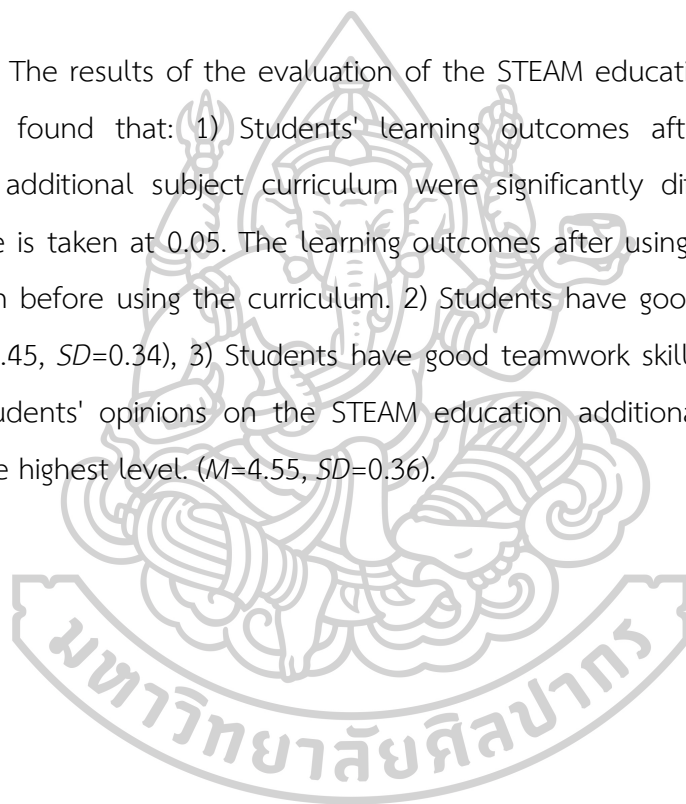 The results of the evaluation of the STEAM educati
found that: 1) Students' learning outcomes aft
additional subject curriculum were significantly di
e is taken at 0.05. The learning outcomes after using
n before using the curriculum. 2) Students have goo
.45, SD=0.34), 3) Students have good teamwork skill
udents' opinions on the STEAM education additiona
e highest level. (M=4.55, SD=0.36).
มหาวิทยาลัยศิลปากร